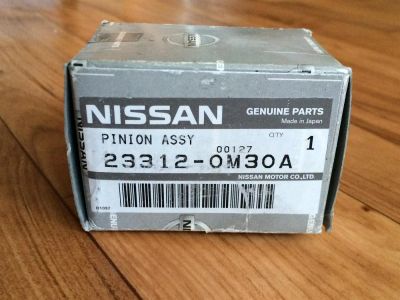 NISSAN
GENUINE PARTS
Made in Japan
PINION ASSY
00127
QTY
1
23312-0M30A
NISSAN MOTOR CO.,LTD.